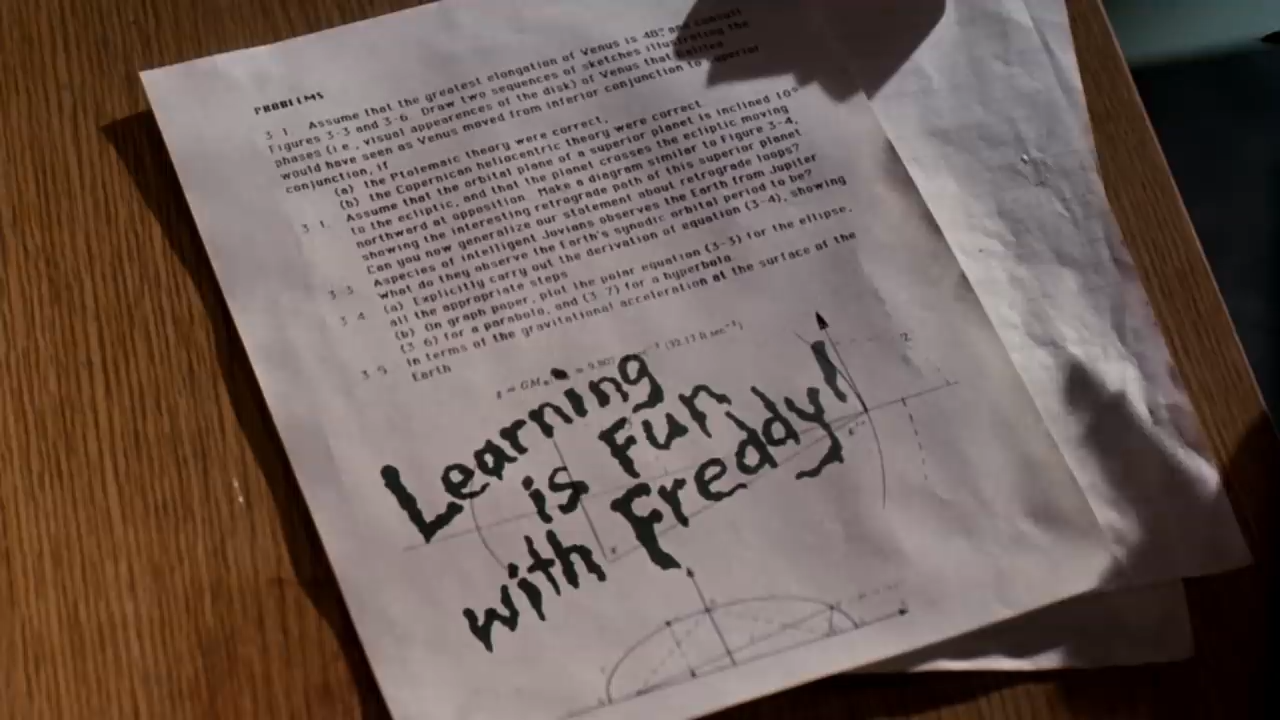 PROBLEMS
3 1. Assume that the greatest elongation of Venus is 48° and consult
Figures 3-3 and 3-6. Draw two sequences of sketches illustrating the
phases (i.e., visual appearences of the disk) of Venus that Galileo
would have seen as Venus moved from inferior conjunction to superior
conjunction, if
(a) the Ptolemaic theory were correct,
(b) the Copernican heliocentric theory were correct
3 1. Assume that the orbital plane of a superior planet is inclined 10°
to the ecliptic, and that the planet crosses the ecliptic moving
northward at opposition. Make a diagram similar to Figure 3-4,
showing the interesting retrograde path of this superior planet
Can you now generalize our statement about retrograde loops?
3 3 Aspecies of intelligent Jovians observes the Earth from Jupiter
What do they observe the Earth's synodic orbital period to be?
3 4. (a) Explicitly carry out the derivation of equation (3-4), showing
all the appropriate steps
(b) On graph paper, plot the polar equation (3-3) for the ellipse,
(3 6) for a parabola, and (3 7) for a hyperbola
3 5. In terms of the gravitational acceleration at the surface of the
Earth
(32.17 ft sec⁻²)
Learning
is Fun
with Freddy!